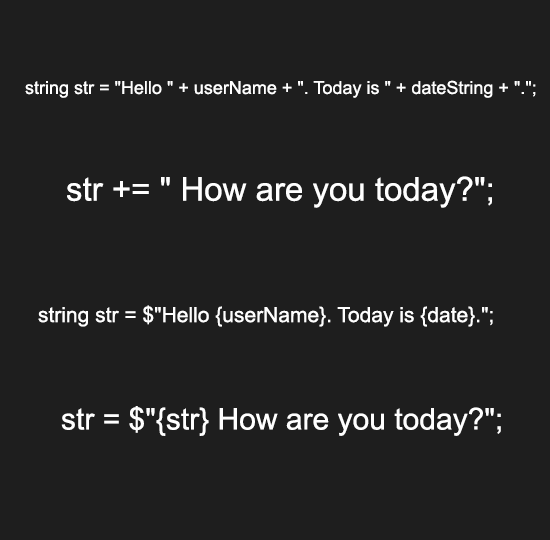 string str = "Hello " + userName + ". Today is " + dateString + ".";
str += " How are you today?";
string str = $"Hello {userName}. Today is {date}.";
str = $"{str} How are you today?";